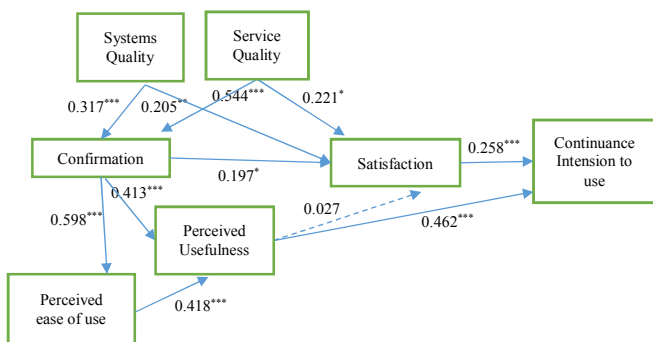 Systems
Quality
Service
Quality
0.317***
0.205**
0.544***
0.221*
Confirmation
Satisfaction
0.258***
Continuance
Intension to
use
0.197*
0.413***
0.598***
Perceived
Usefulness
0.027
0.462***
Perceived
ease of use
0.418***